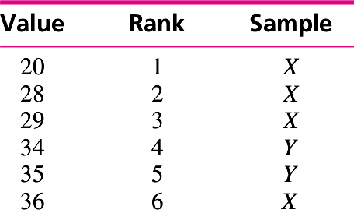 Value Rank Sample
20 1 X
28 2 X
29 3 X
34 4 Y
35 5 Y
36 6 X